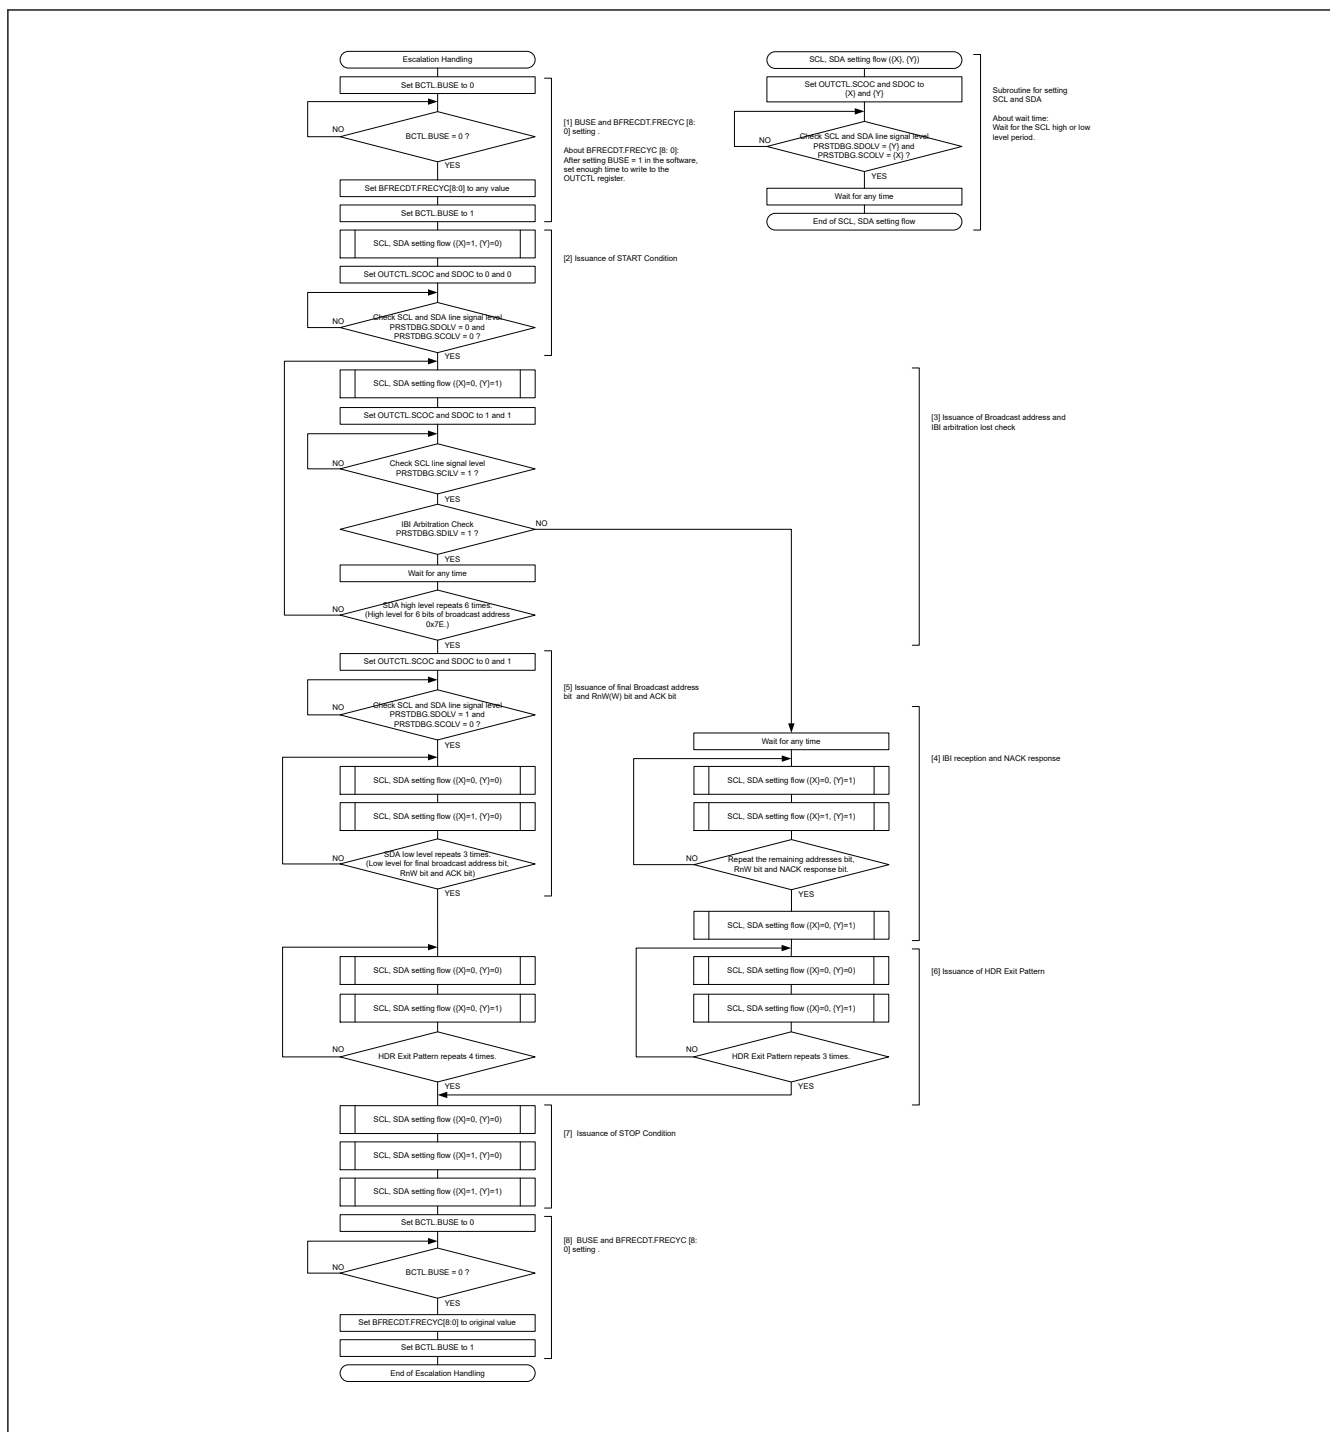 Escalation Handling
Set BCTL.BUSE to 0
NO
BCTL.BUSE = 0 ?
YES
Set BFRECDT.FRECYC[8:0] to any value
Set BCTL.BUSE to 1
[1] BUSE and BFRECDT.FRECYC [8:
0] setting .
About BFRECDT.FRECYC [8: 0]:
After setting BUSE = 1 in the software,
set enough time to write to the
OUTCTL register.
SCL, SDA setting flow ({X}, {Y})
Set OUTCTL.SCOC and SDOC to
{X} and {Y}
NO
Check SCL and SDA line signal level
PRSTDBG.SDOLV = {Y} and
PRSTDBG.SCOLV = {X} ?
YES
Wait for any time
End of SCL, SDA setting flow
Subroutine for setting
SCL and SDA
About wait time:
Wait for the SCL high or low
level period.
SCL, SDA setting flow ({X}=1, {Y}=0)
Set OUTCTL.SCOC and SDOC to 0 and 0
NO
Check SCL and SDA line signal level
PRSTDBG.SDOLV = 0 and
PRSTDBG.SCOLV = 0 ?
YES
[2] Issuance of START Condition
SCL, SDA setting flow ({X}=0, {Y}=1)
Set OUTCTL.SCOC and SDOC to 1 and 1
NO
Check SCL line signal level
PRSTDBG.SCILV = 1 ?
YES
IBI Arbitration Check
PRSTDBG.SDILV = 1 ?
NO
YES
Wait for any time
NO
SDA high level repeats 6 times.
(High level for 6 bits of broadcast address
0x7E.)
YES
[3] Issuance of Broadcast address and
IBI arbitration lost check
Set OUTCTL.SCOC and SDOC to 0 and 1
NO
Check SCL and SDA line signal level
PRSTDBG.SDOLV = 1 and
PRSTDBG.SCOLV = 0 ?
YES
SCL, SDA setting flow ({X}=0, {Y}=0)
SCL, SDA setting flow ({X}=1, {Y}=0)
NO
SDA low level repeats 3 times.
(Low level for final broadcast address bit,
RnW bit and ACK bit)
YES
[5] Issuance of final Broadcast address
bit  and RnW(W) bit and ACK bit
Wait for any time
SCL, SDA setting flow ({X}=0, {Y}=1)
SCL, SDA setting flow ({X}=1, {Y}=1)
NO
Repeat the remaining addresses bit,
RnW bit and NACK response bit.
YES
SCL, SDA setting flow ({X}=0, {Y}=1)
[4] IBI reception and NACK response
SCL, SDA setting flow ({X}=0, {Y}=0)
SCL, SDA setting flow ({X}=0, {Y}=1)
NO
HDR Exit Pattern repeats 4 times.
YES
SCL, SDA setting flow ({X}=0, {Y}=0)
SCL, SDA setting flow ({X}=0, {Y}=1)
NO
HDR Exit Pattern repeats 3 times.
YES
[6] Issuance of HDR Exit Pattern
SCL, SDA setting flow ({X}=0, {Y}=0)
SCL, SDA setting flow ({X}=1, {Y}=0)
SCL, SDA setting flow ({X}=1, {Y}=1)
[7]  Issuance of STOP Condition
Set BCTL.BUSE to 0
NO
BCTL.BUSE = 0 ?
YES
Set BFRECDT.FRECYC[8:0] to original value
Set BCTL.BUSE to 1
End of Escalation Handling
[8]  BUSE and BFRECDT.FRECYC [8:
0] setting .